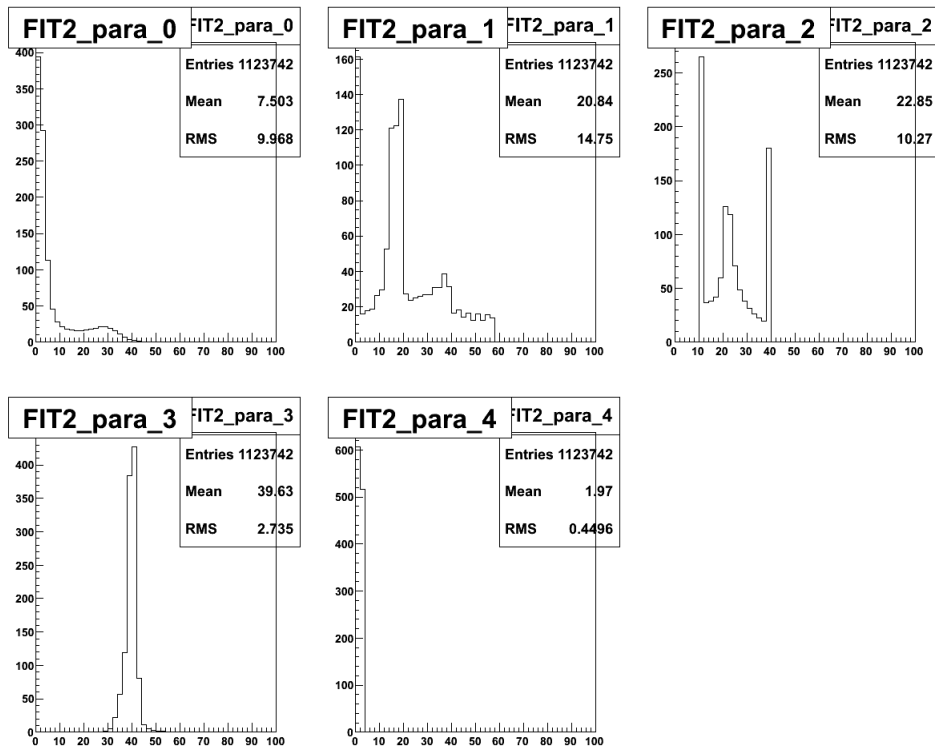 FIT2_para_0
FIT2_para_0
Entries 1123742
Mean 7.503
RMS 9.968
400
350
300
250
200
150
100
50
0
0 10 20 30 40 50 60 70 80 90 100
FIT2_para_1
FIT2_para_1
Entries 1123742
Mean 20.84
RMS 14.75
160
140
120
100
80
60
40
20
0
0 10 20 30 40 50 60 70 80 90 100
FIT2_para_2
FIT2_para_2
Entries 1123742
Mean 22.85
RMS 10.27
250
200
150
100
50
0
0 10 20 30 40 50 60 70 80 90 100
FIT2_para_3
FIT2_para_3
Entries 1123742
Mean 39.63
RMS 2.735
400
350
300
250
200
150
100
50
0
0 10 20 30 40 50 60 70 80 90 100
FIT2_para_4
FIT2_para_4
Entries 1123742
Mean 1.97
RMS 0.4496
600
500
400
300
200
100
0
0 10 20 30 40 50 60 70 80 90 100